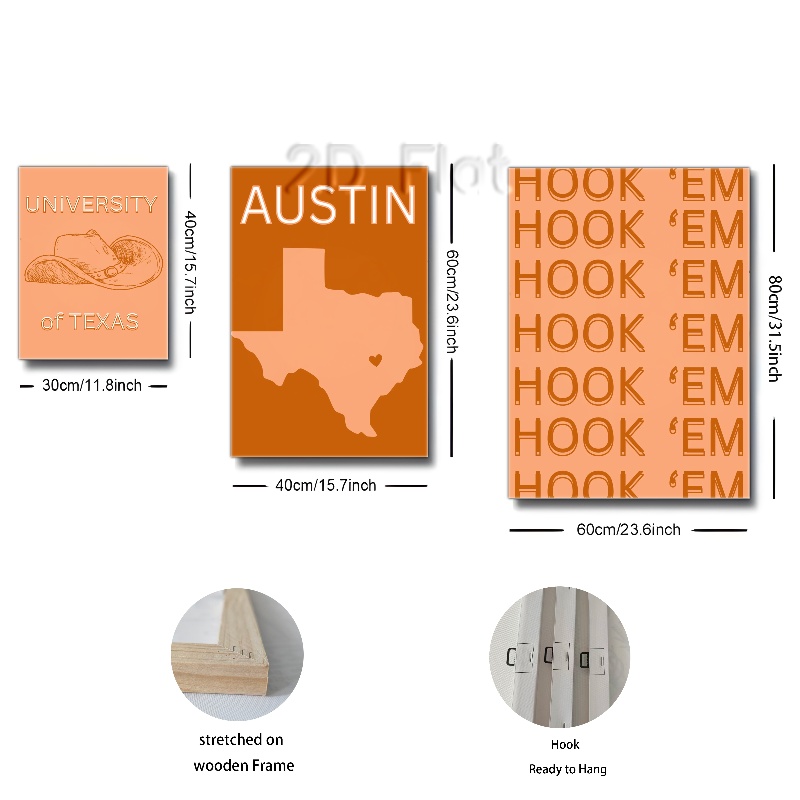 2D Flat
UNIVERSITY
of TEXAS
40cm/15.7inch
30cm/11.8inch
AUSTIN
60cm/23.6inch
40cm/15.7inch
HOOK ‘EM
HOOK ‘EM
HOOK ‘EM
HOOK ‘EM
HOOK ‘EM
HOOK ‘EM
HOOK ‘EM
80cm/31.5inch
60cm/23.6inch
stretched on
wooden Frame
Hook
Ready to Hang